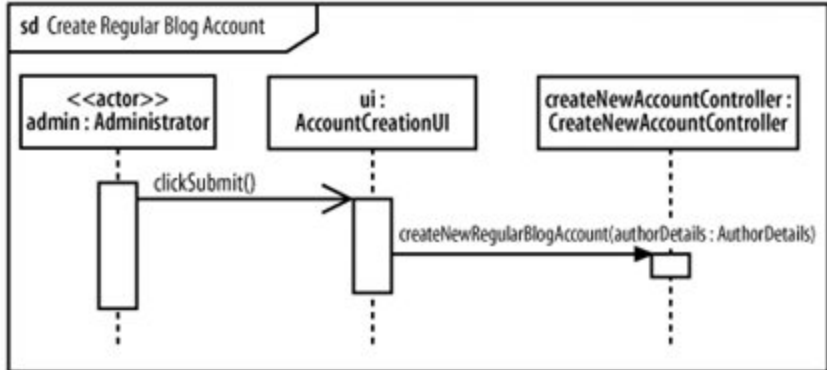 sd Create Regular Blog Account
<<actor>>
admin : Administrator
ui :
AccountCreationUI
createNewAccountController :
CreateNewAccountController
clickSubmit()
createNewRegularBlogAccount(authorDetails : AuthorDetails)